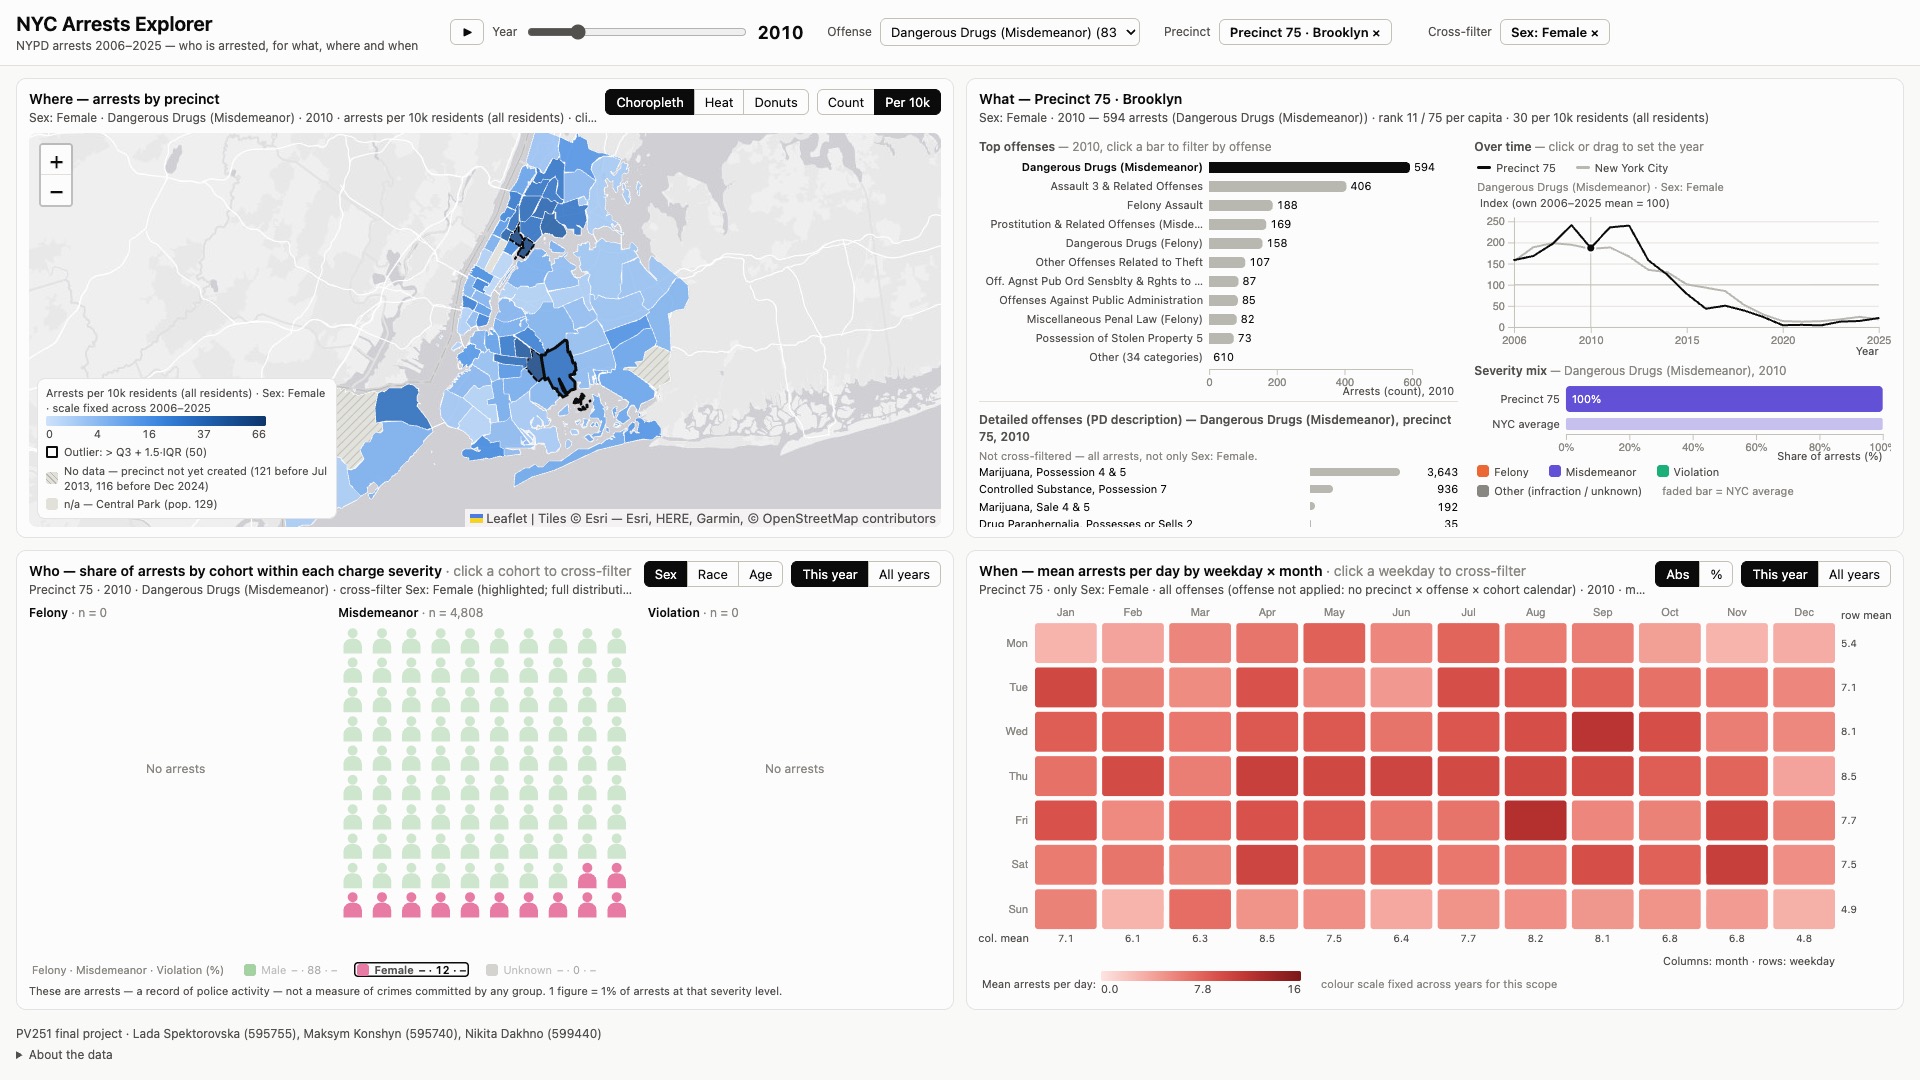 NYC Arrests Explorer
NYPD arrests 2006–2025 — who is arrested, for what, where and when
Year
2010
Offense
Dangerous Drugs (Misdemeanor) (83
Precinct
Precinct 75 · Brooklyn ×
Cross-filter
Sex: Female ×
Where — arrests by precinct
Sex: Female · Dangerous Drugs (Misdemeanor) · 2010 · arrests per 10k residents (all residents) · cli...
Choropleth
Heat
Donuts
Count
Per 10k
+
−
Arrests per 10k residents (all residents) · Sex: Female
· scale fixed across 2006–2025
0 4 16 37 66
Outlier: > Q3 + 1.5·IQR (50)
No data — precinct not yet created (121 before Jul
2013, 116 before Dec 2024)
n/a — Central Park (pop. 129)
Leaflet | Tiles © Esri — Esri, HERE, Garmin, © OpenStreetMap contributors
What — Precinct 75 · Brooklyn
Sex: Female · 2010 — 594 arrests (Dangerous Drugs (Misdemeanor)) · rank 11 / 75 per capita · 30 per 10k residents (all residents)
Top offenses — 2010, click a bar to filter by offense
Dangerous Drugs (Misdemeanor) 594
Assault 3 & Related Offenses 406
Felony Assault 188
Prostitution & Related Offenses (Misde... 169
Dangerous Drugs (Felony) 158
Other Offenses Related to Theft 107
Off. Agnst Pub Ord Sensblty & Rghts to ... 87
Offenses Against Public Administration 85
Miscellaneous Penal Law (Felony) 82
Possession of Stolen Property 5 73
Other (34 categories) 610
0 200 400 600
Arrests (count), 2010
Detailed offenses (PD description) — Dangerous Drugs (Misdemeanor), precinct
75, 2010
Not cross-filtered — all arrests, not only Sex: Female.
Marijuana, Possession 4 & 5 3,643
Controlled Substance, Possession 7 936
Marijuana, Sale 4 & 5 192
Drug Paraphernalia, Possesses or Sells 2 35
Over time — click or drag to set the year
Precinct 75
New York City
Dangerous Drugs (Misdemeanor) · Sex: Female
Index (own 2006–2025 mean = 100)
250
200
150
100
50
0
2006 2010 2015 2020 2025
Year
Severity mix — Dangerous Drugs (Misdemeanor), 2010
Precinct 75 100%
NYC average
0% 20% 40% 60% 80% 100%
Share of arrests (%)
Felony
Misdemeanor
Violation
Other (infraction / unknown)
faded bar = NYC average
Who — share of arrests by cohort within each charge severity · click a cohort to cross-filter
Precinct 75 · 2010 · Dangerous Drugs (Misdemeanor) · cross-filter Sex: Female (highlighted; full distributi...
Sex
Race
Age
This year
All years
Felony · n = 0
Misdemeanor · n = 4,808
Violation · n = 0
No arrests
No arrests
Felony · Misdemeanor · Violation (%)
Male – · 88 · –
Female – · 12 · –
Unknown – · 0 · –
These are arrests — a record of police activity — not a measure of crimes committed by any group. 1 figure = 1% of arrests at that severity level.
When — mean arrests per day by weekday × month · click a weekday to cross-filter
Precinct 75 · only Sex: Female · all offenses (offense not applied: no precinct × offense × cohort calendar) · 2010 · m...
Abs
%
This year
All years
Jan Feb Mar Apr May Jun Jul Aug Sep Oct Nov Dec row mean
Mon 5.4
Tue 7.1
Wed 8.1
Thu 8.5
Fri 7.7
Sat 7.5
Sun 4.9
col. mean 7.1 6.1 6.3 8.5 7.5 6.4 7.7 8.2 8.1 6.8 6.8 4.8
Columns: month · rows: weekday
Mean arrests per day:
0.0 7.8 16
colour scale fixed across years for this scope
PV251 final project · Lada Spektorovska (595755), Maksym Konshyn (595740), Nikita Dakhno (599440)
About the data